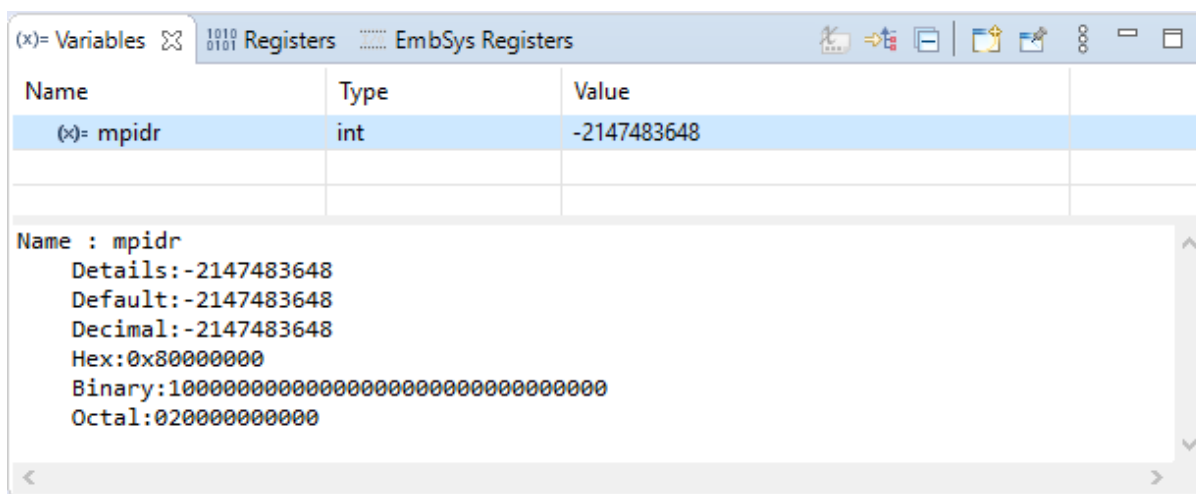 (x)= Variables 1010 0101 Registers EmbSys Registers
Name Type Value
(x)= mpidr int -2147483648
Name : mpidr
Details:-2147483648
Default:-2147483648
Decimal:-2147483648
Hex:0x80000000
Binary:10000000000000000000000000000000
Octal:020000000000